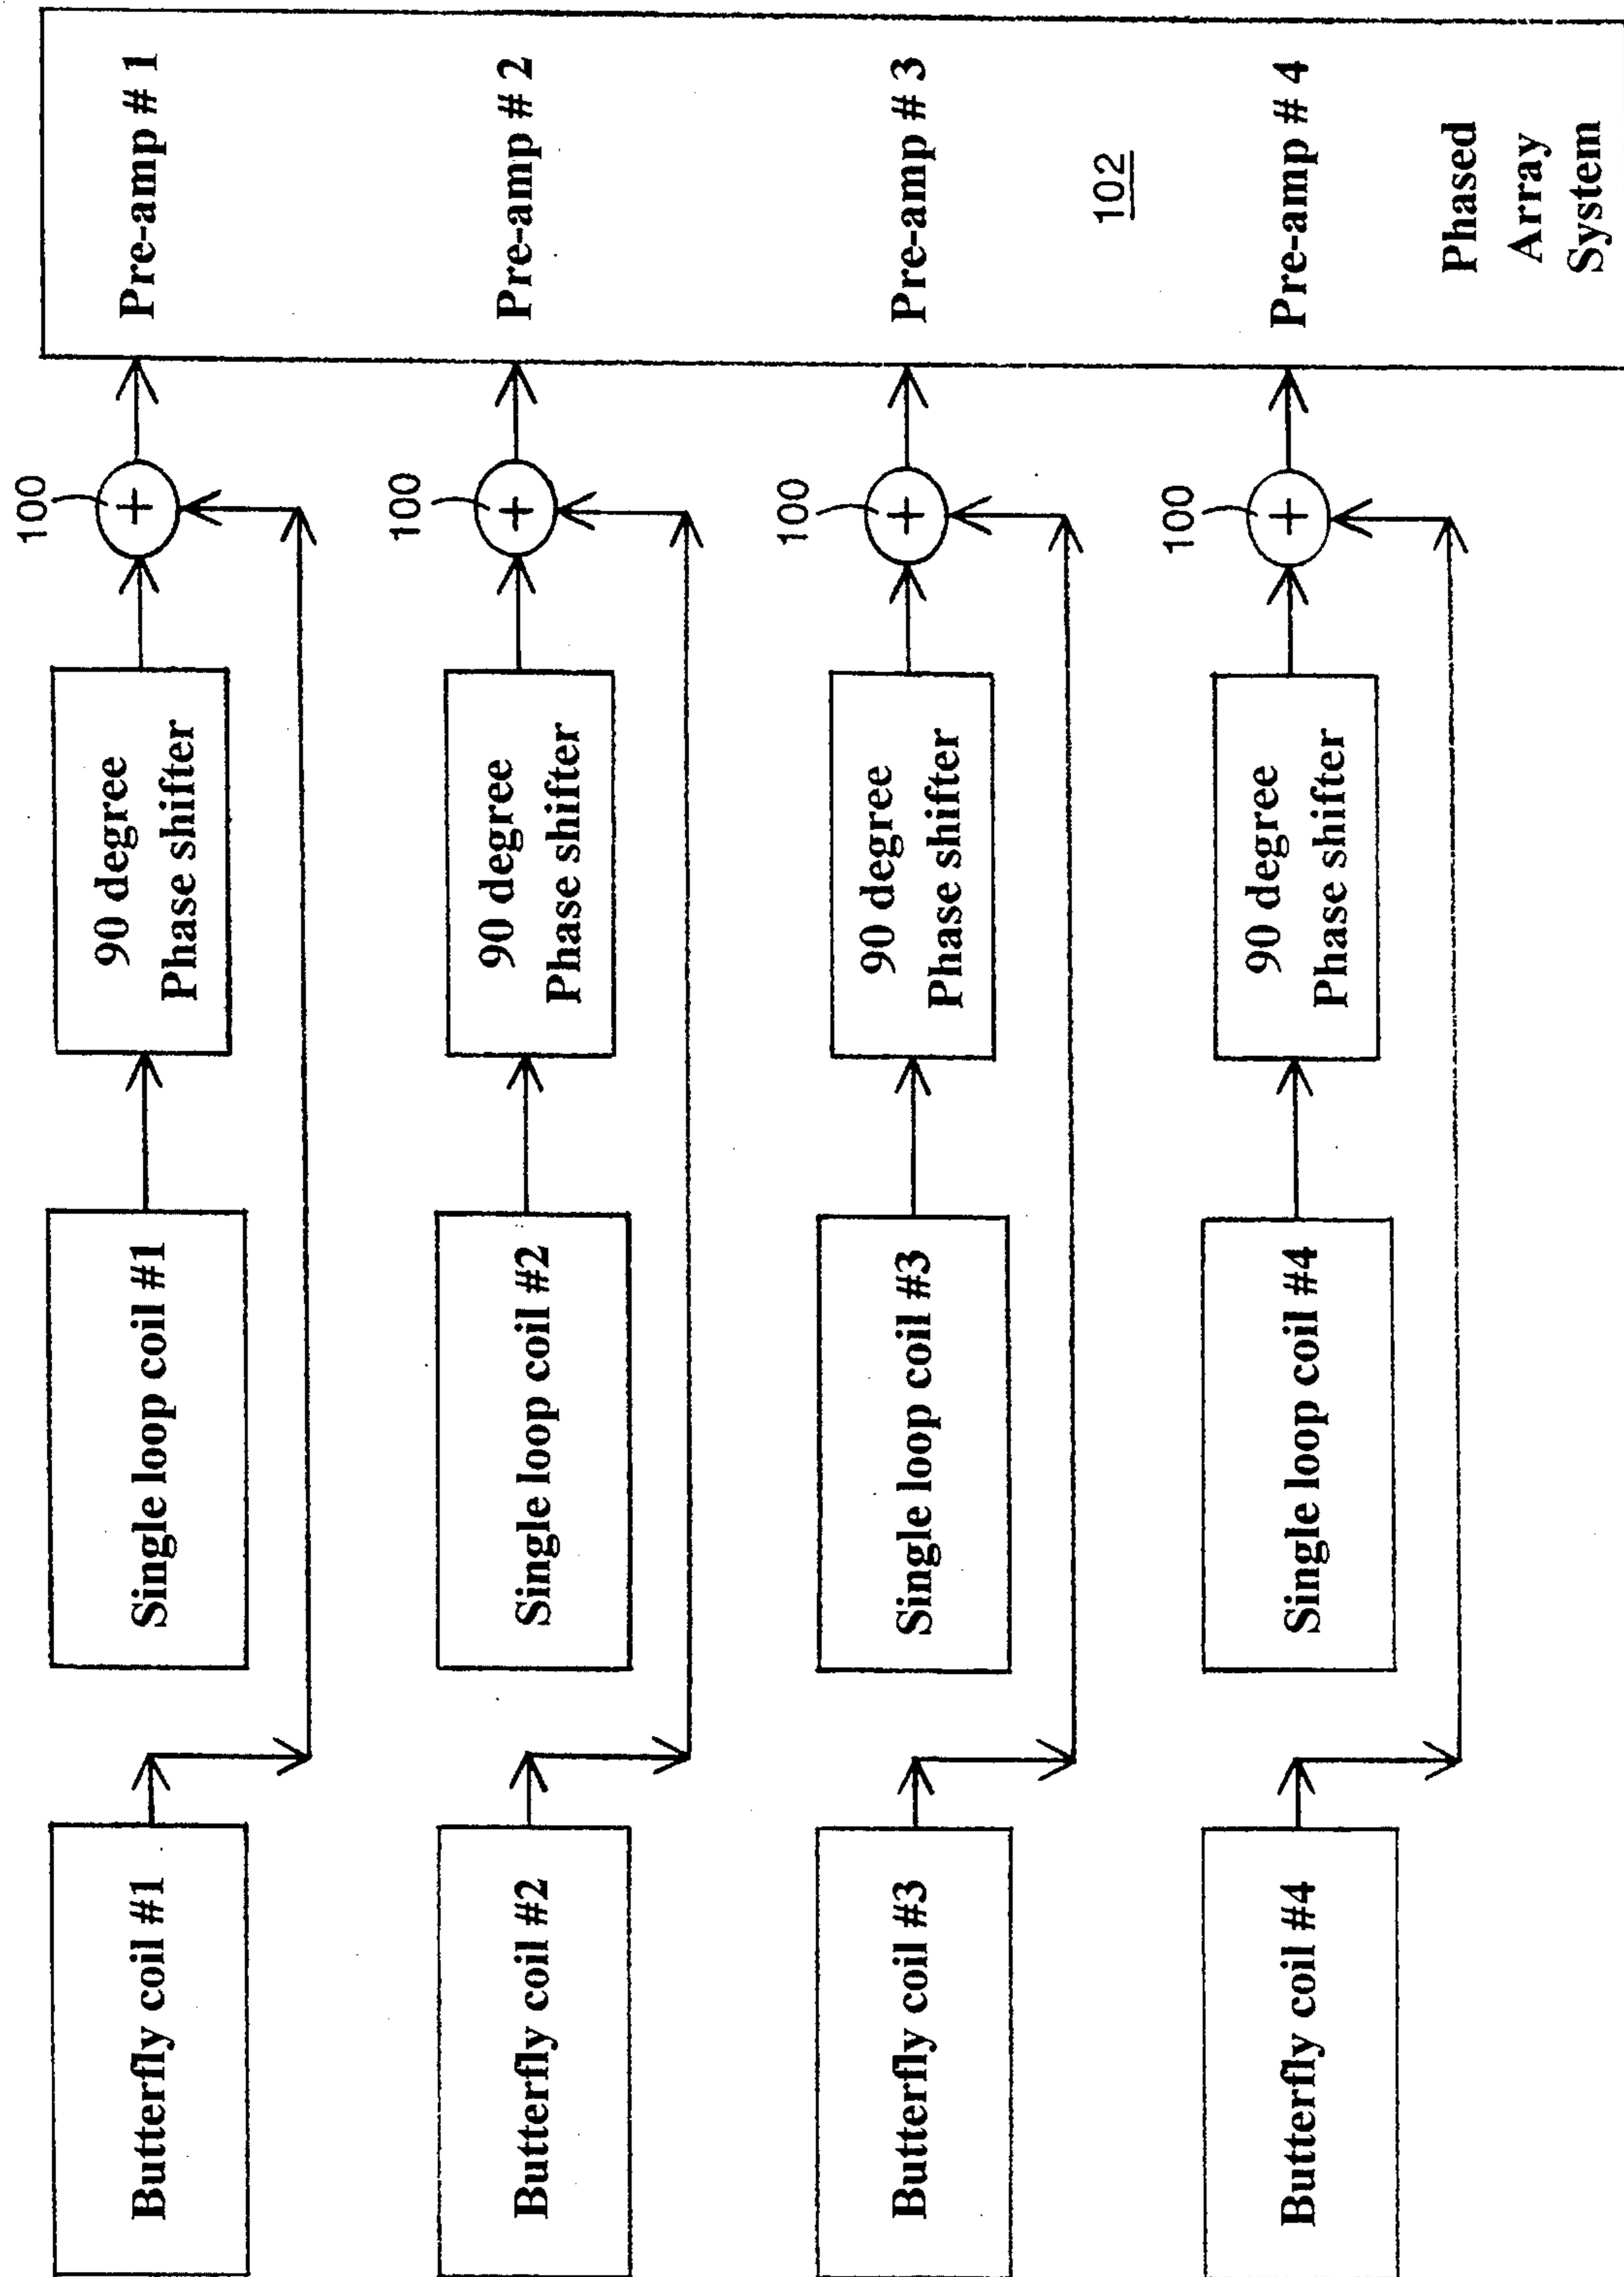 Butterfly coil #1
Single loop coil #1
90 degree
Phase shifter
100
+
Pre-amp # 1
Butterfly coil #2
Single loop coil #2
90 degree
Phase shifter
100
+
Pre-amp # 2
Butterfly coil #3
Single loop coil #3
90 degree
Phase shifter
100
+
Pre-amp # 3
102
Butterfly coil #4
Single loop coil #4
90 degree
Phase shifter
100
+
Pre-amp # 4
Phased
Array
System